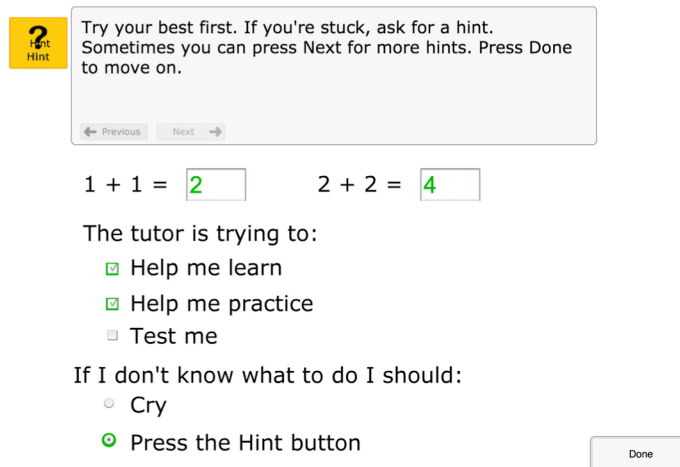 Try your best first. If you're stuck, ask for a hint.
Sometimes you can press Next for more hints. Press Done
to move on.
Hint
Hint
Previous
Next
1 + 1 = 2
2 + 2 = 4
The tutor is trying to:
Help me learn
Help me practice
Test me
If I don't know what to do I should:
Cry
Press the Hint button
Done